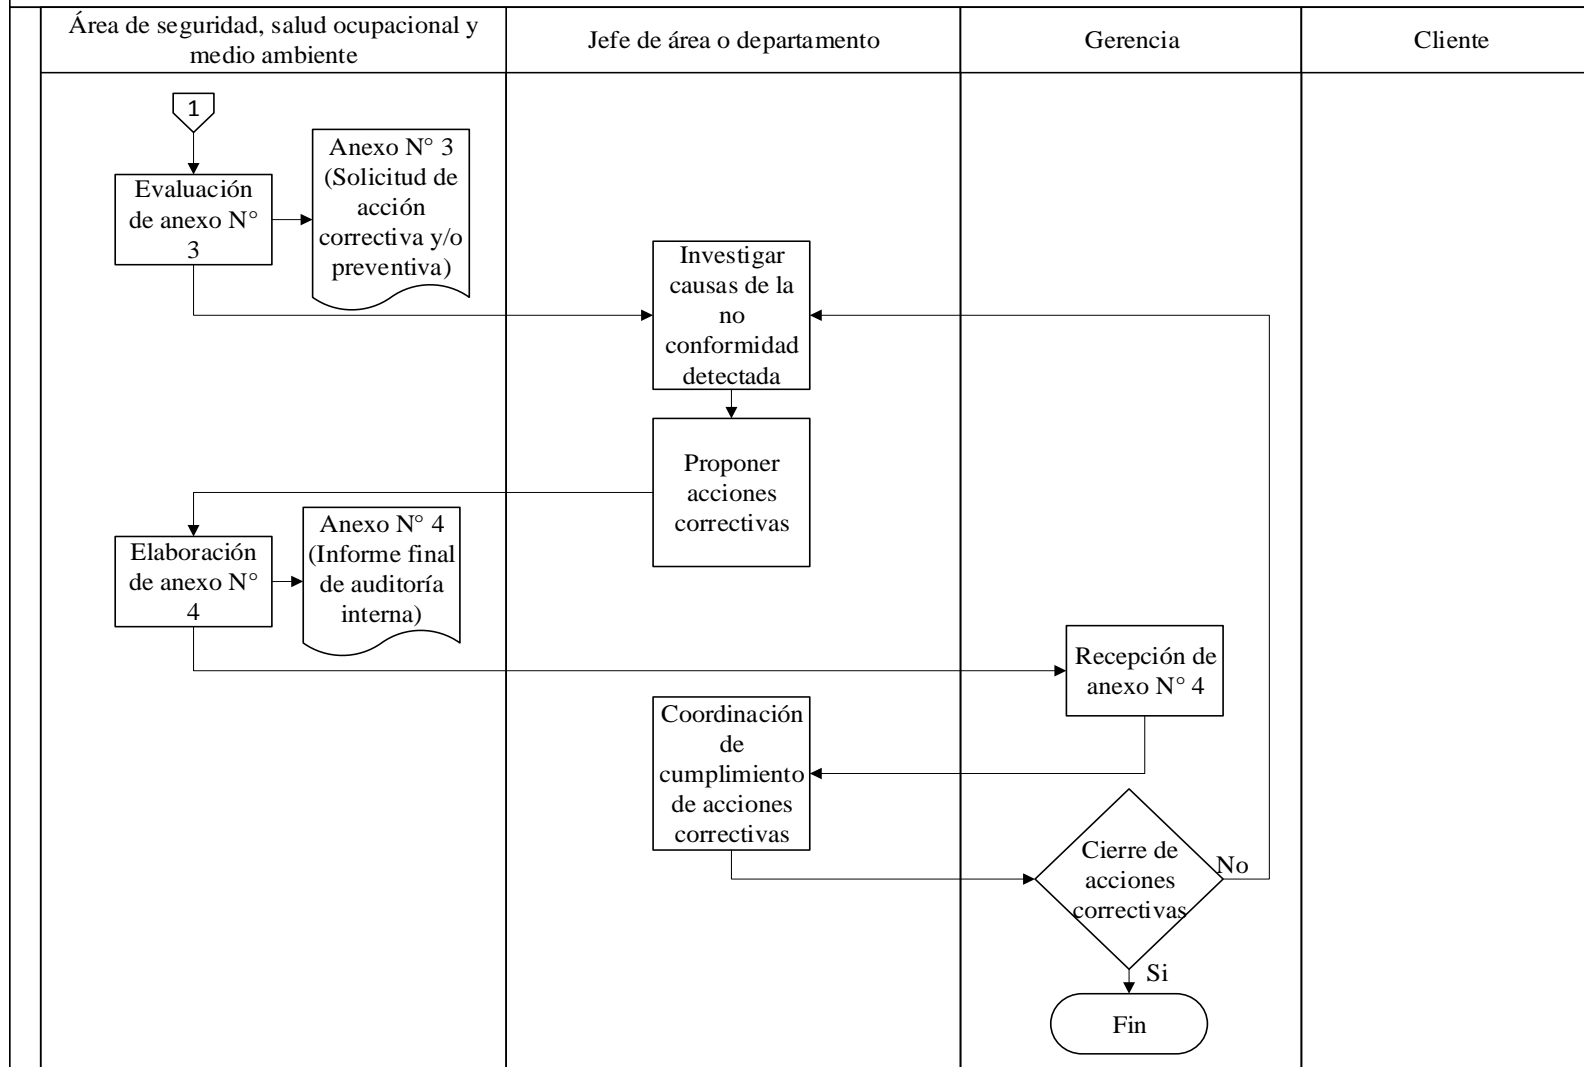 Área de seguridad, salud ocupacional y
medio ambiente
Jefe de área o departamento
Gerencia
Cliente
1
Evaluación
de anexo N°
3
Anexo N° 3
(Solicitud de
acción
correctiva y/o
preventiva)
Investigar
causas de la
no
conformidad
detectada
Proponer
acciones
correctivas
Elaboración
de anexo N°
4
Anexo N° 4
(Informe final
de auditoría
interna)
Recepción de
anexo N° 4
Coordinación
de
cumplimiento
de acciones
correctivas
Cierre de
acciones
correctivas
No
Si
Fin